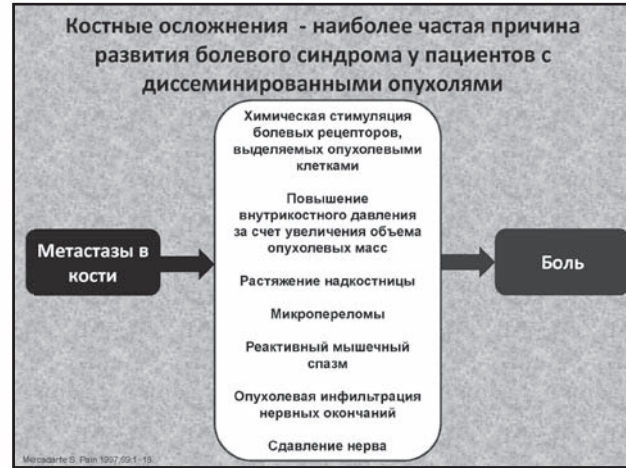 Костные осложнения - наиболее частая причина
развития болевого синдрома у пациентов с
диссеминированными опухолями
Химическая стимуляция
болевых рецепторов,
выделяемых опухолевыми
клетками
Повышение
внутрикостного давления
за счет увеличения объема
опухолевых масс
Растяжение надкостницы
Микропереломы
Реактивный мышечный
спазм
Опухолевая инфильтрация
нервных окончаний
Сдавление нерва
Метастазы в
кости
Боль
Mercadante S. Pain 1997;69:1-18.